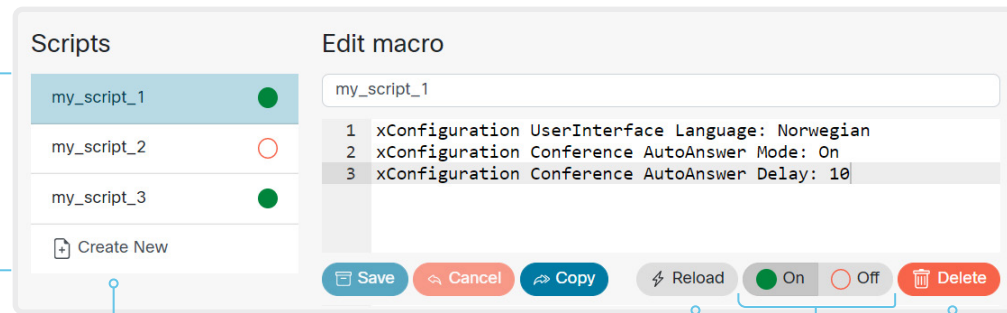 Scripts
my_script_1
my_script_2
my_script_3
Create New
Edit macro
my_script_1
1 xConfiguration UserInterface Language: Norwegian
2 xConfiguration Conference AutoAnswer Mode: On
3 xConfiguration Conference AutoAnswer Delay: 10
Save Cancel Copy Reload On Off Delete